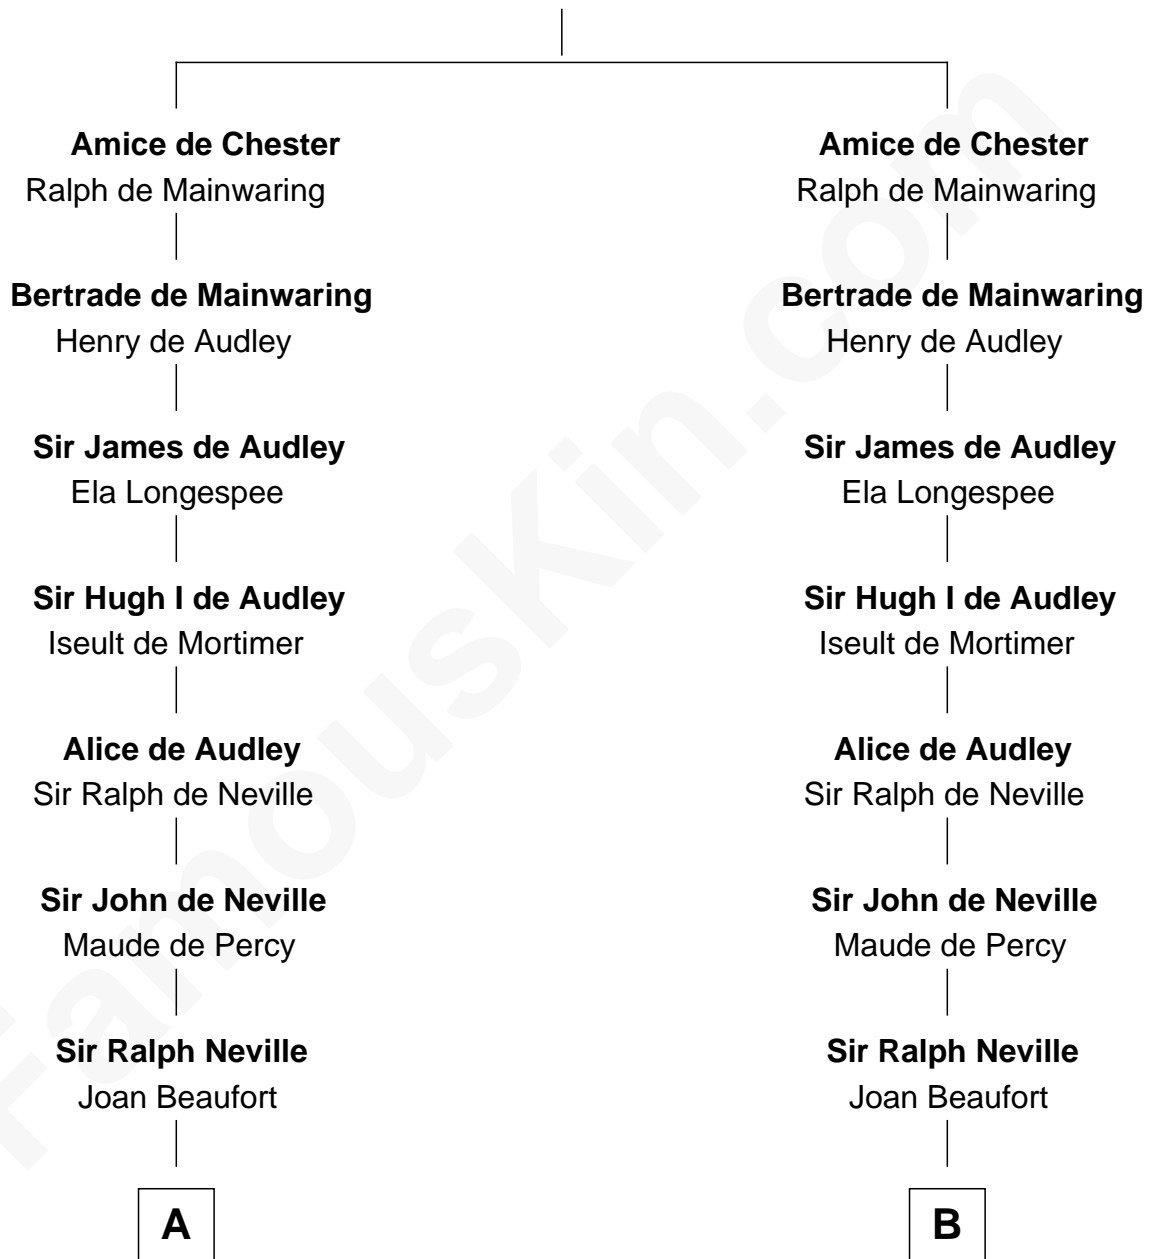 Amice de Chester
Ralph de Mainwaring
Bertrade de Mainwaring
Henry de Audley
Sir James de Audley
Ela Longespee
Sir Hugh I de Audley
Iseult de Mortimer
Alice de Audley
Sir Ralph de Neville
Sir John de Neville
Maude de Percy
Sir Ralph Neville
Joan Beaufort
A
Amice de Chester
Ralph de Mainwaring
Bertrade de Mainwaring
Henry de Audley
Sir James de Audley
Ela Longespee
Sir Hugh I de Audley
Iseult de Mortimer
Alice de Audley
Sir Ralph de Neville
Sir John de Neville
Maude de Percy
Sir Ralph Neville
Joan Beaufort
B
FamousKin.com